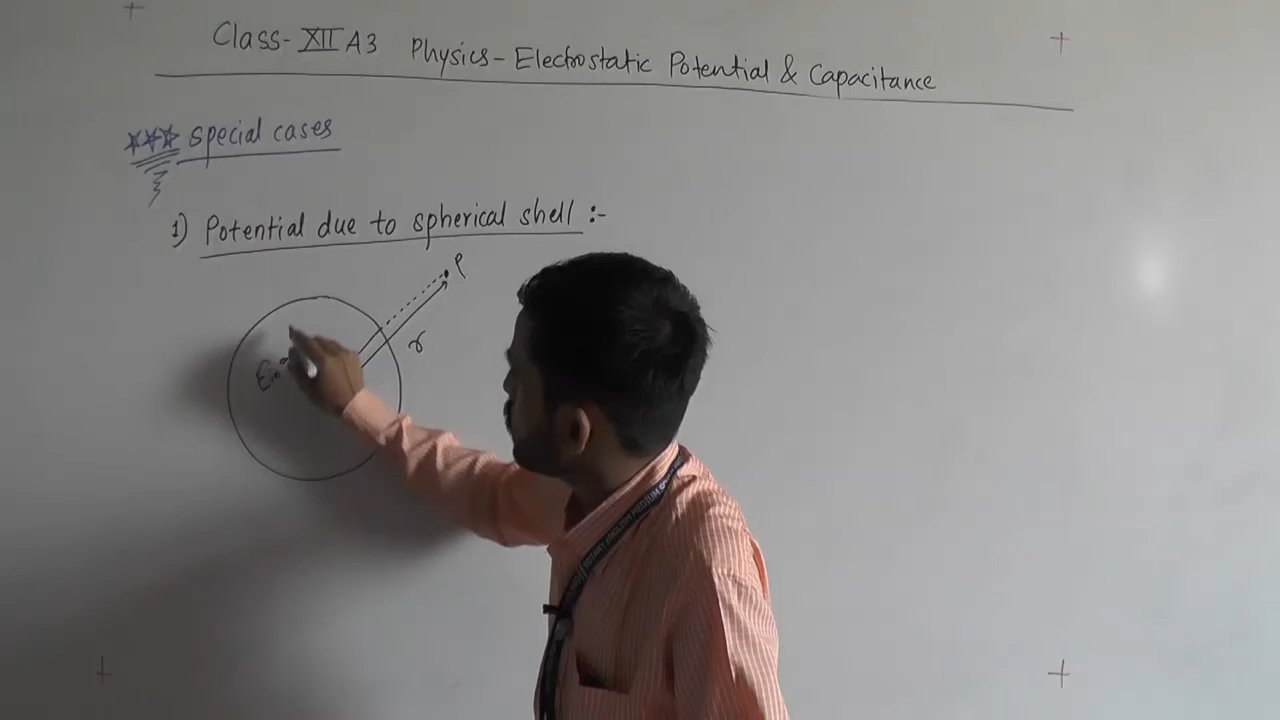 Class-XII A3 Physics-Electrostatic Potential & Capacitance
*** special cases
1) Potential due to spherical shell :-
P
r